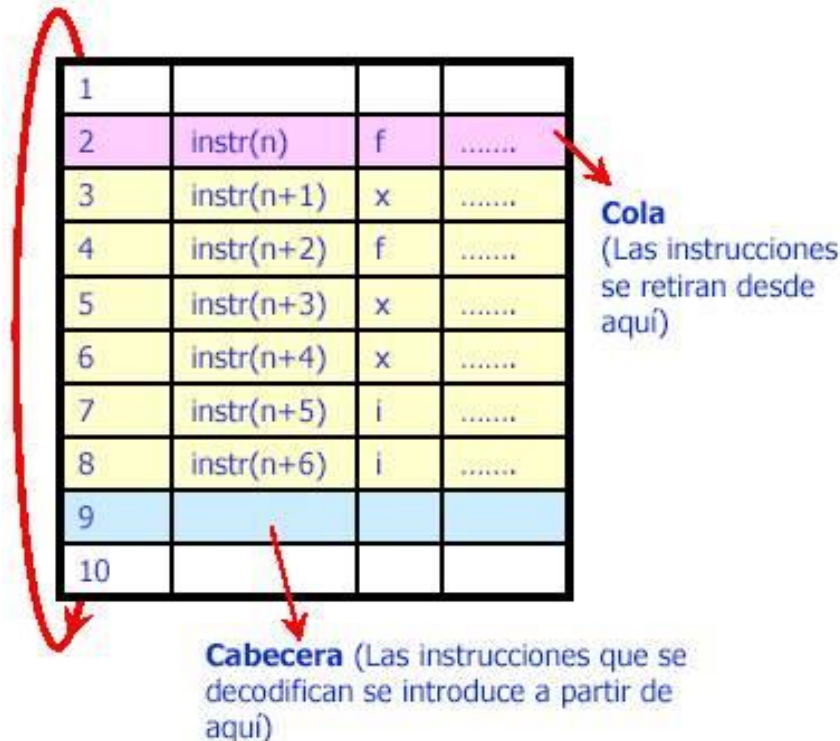 1
2 instr(n) f .......
3 instr(n+1) x .......
4 instr(n+2) f .......
5 instr(n+3) x .......
6 instr(n+4) x .......
7 instr(n+5) i .......
8 instr(n+6) i .......
9
10
Cola
(Las instrucciones
se retiran desde
aquí)
Cabecera (Las instrucciones que se
decodifican se introduce a partir de
aquí)